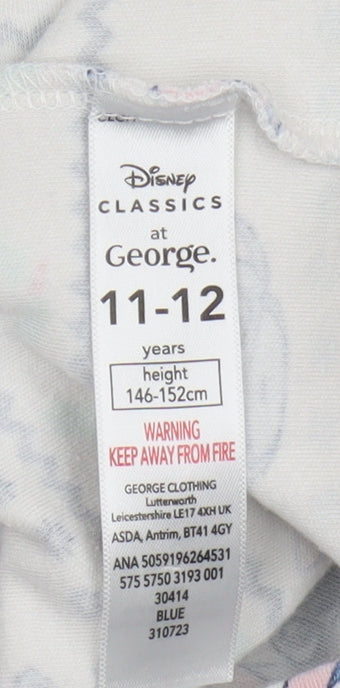 Disney
CLASSICS
at
George.
11-12
years
height
146-152cm
WARNING
KEEP AWAY FROM FIRE
GEORGE CLOTHING
Lutterworth
Leicestershire LE17 4XH UK
ASDA, Antrim, BT41 4GY
ANA 5059196264531
575 5750 3193 001
30414
BLUE
310723